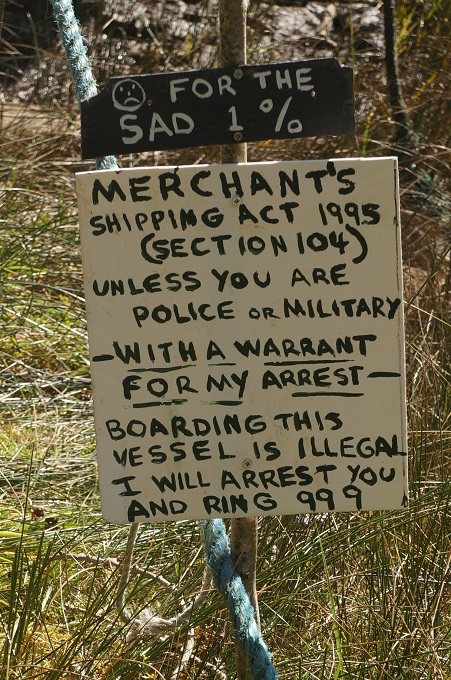 FOR THE
SAD 1%
MERCHANT'S
SHIPPING ACT 1995
(SECTION 104)
UNLESS YOU ARE
POLICE OR MILITARY
-WITH A WARRANT
FOR MY ARREST-
BOARDING THIS
VESSEL IS ILLEGAL
I WILL ARREST YOU
AND RING 999